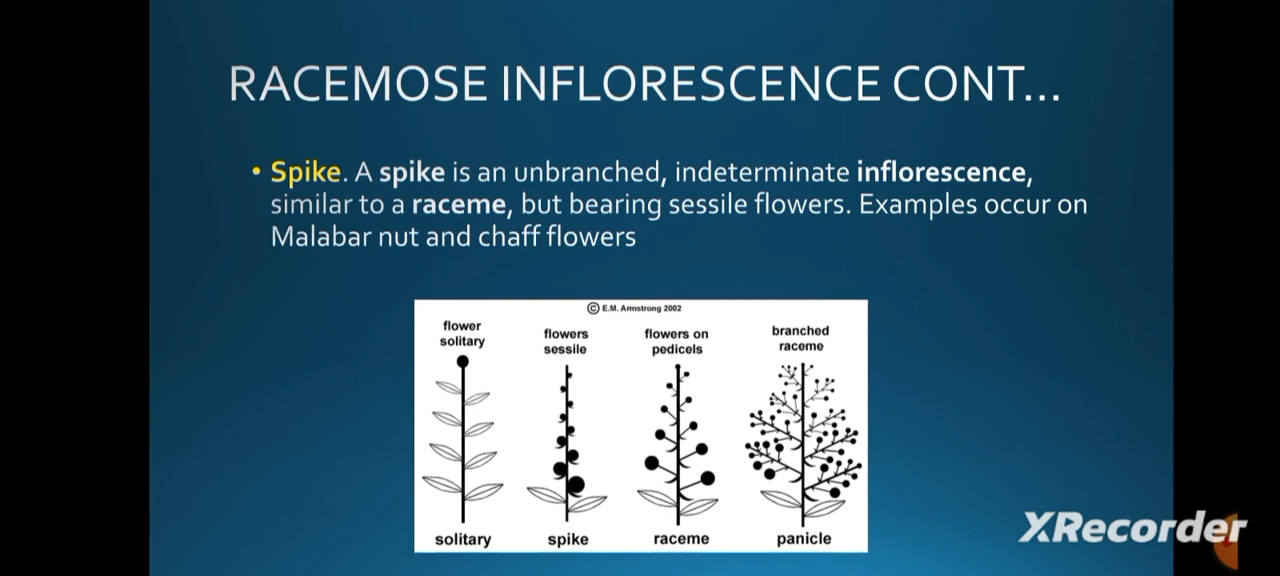 RACEMOSE INFLORESCENCE CONT...
• Spike. A spike is an unbranched, indeterminate inflorescence,
similar to a raceme, but bearing sessile flowers. Examples occur on
Malabar nut and chaff flowers
© E.M. Armstrong 2002
flower
solitary
flowers
sessile
flowers on
pedicels
branched
raceme
solitary
spike
raceme
panicle
XRecorder